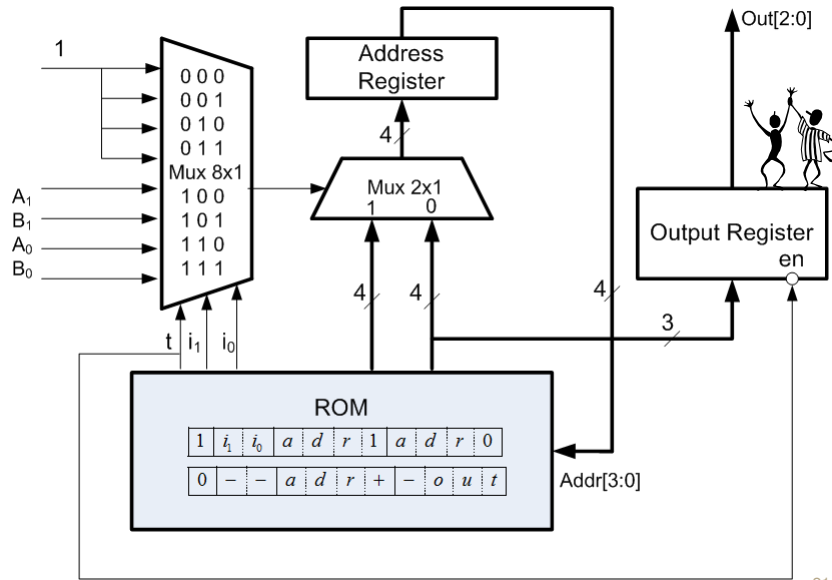 Out[2:0]
1
0 0 0
0 0 1
0 1 0
0 1 1
Mux 8x1
1 0 0
1 0 1
1 1 0
1 1 1
A₁
B₁
A₀
B₀
Address
Register
4
Mux 2x1
1 0
Output Register
en
4
4
4
3
t i₁ i₀
ROM
1 i₁ i₀ a d r 1 a d r 0
0 – – a d r + – o u t
Addr[3:0]